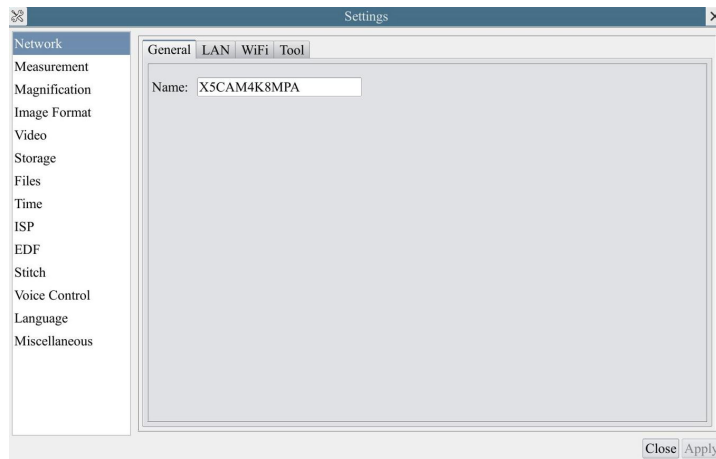 Settings
Network
Measurement
Magnification
Image Format
Video
Storage
Files
Time
ISP
EDF
Stitch
Voice Control
Language
Miscellaneous
General LAN WiFi Tool
Name: X5CAM4K8MPA
Close Apply